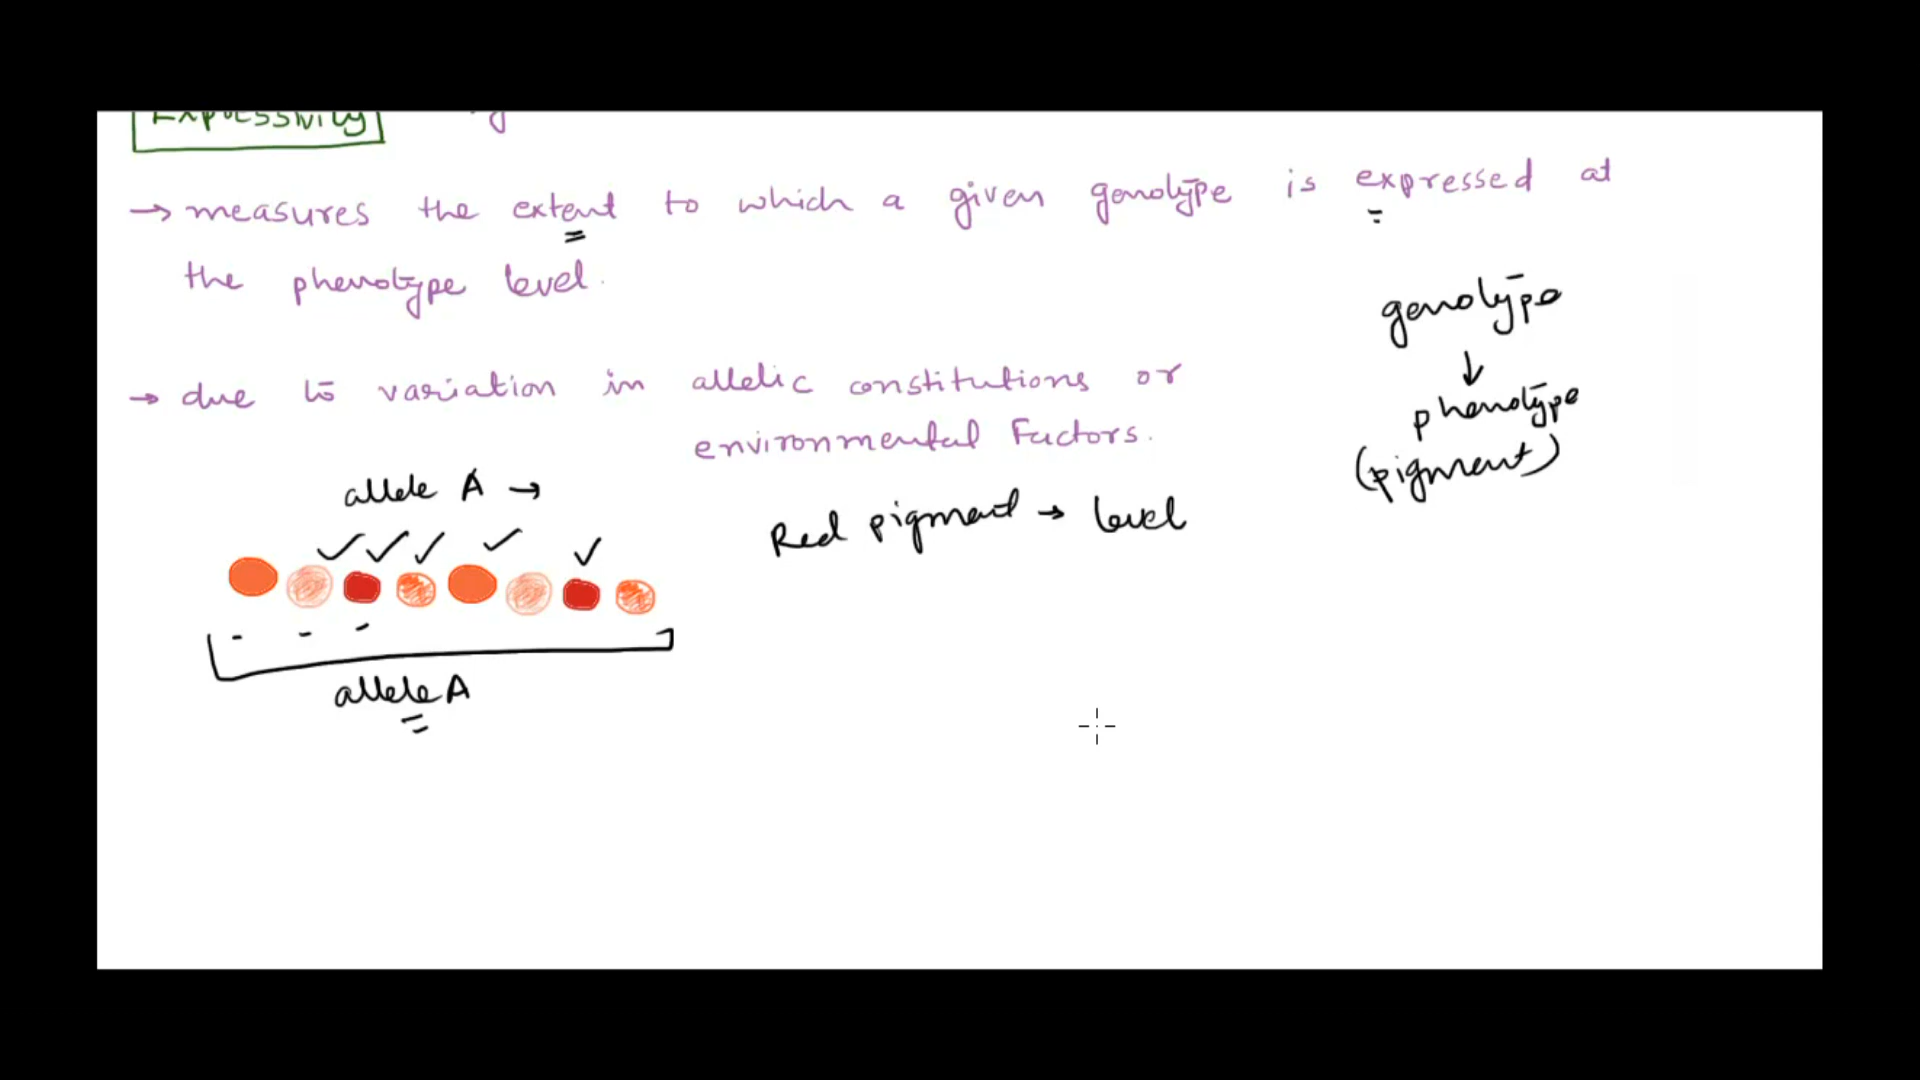 Expressivity
→ measures the extent to which a given genotype is expressed at
the phenotype level.
genotype
↓
phenotype
(pigment)
→ due to variation in allelic constitutions or
environmental Factors.
allele A →
Red pigment → level
allele A